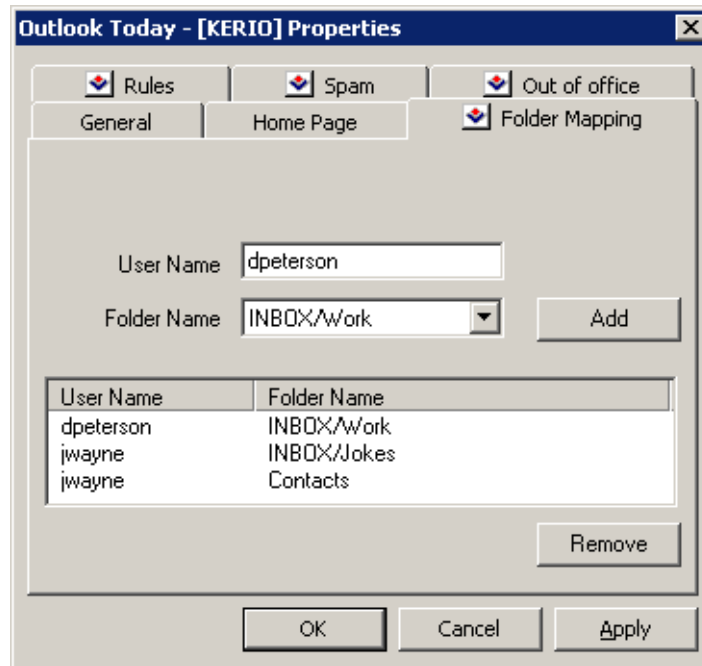 Outlook Today - [KERIO] Properties
Rules Spam Out of office
General Home Page Folder Mapping
User Name dpeterson
Folder Name INBOX/Work Add
User Name Folder Name
dpeterson INBOX/Work
jwayne INBOX/Jokes
jwayne Contacts
Remove
OK Cancel Apply